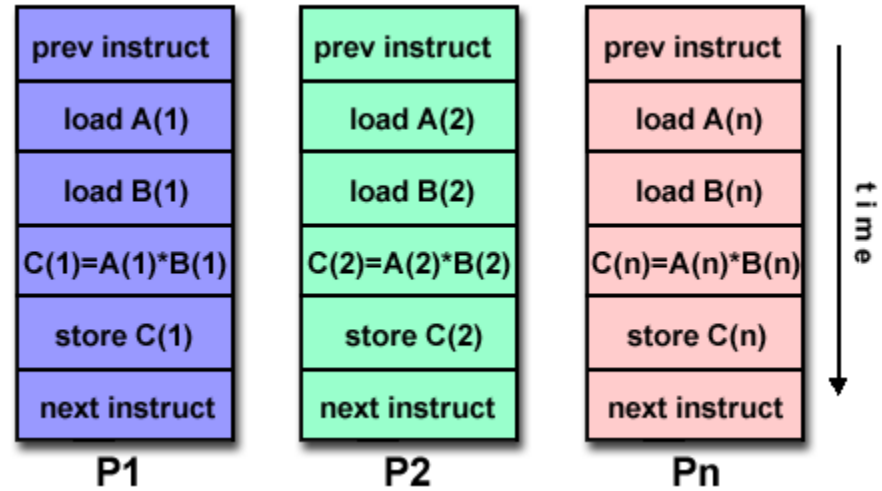 prev instruct
load A(1)
load B(1)
C(1)=A(1)*B(1)
store C(1)
next instruct
P1
prev instruct
load A(2)
load B(2)
C(2)=A(2)*B(2)
store C(2)
next instruct
P2
prev instruct
load A(n)
load B(n)
C(n)=A(n)*B(n)
store C(n)
next instruct
Pn
time